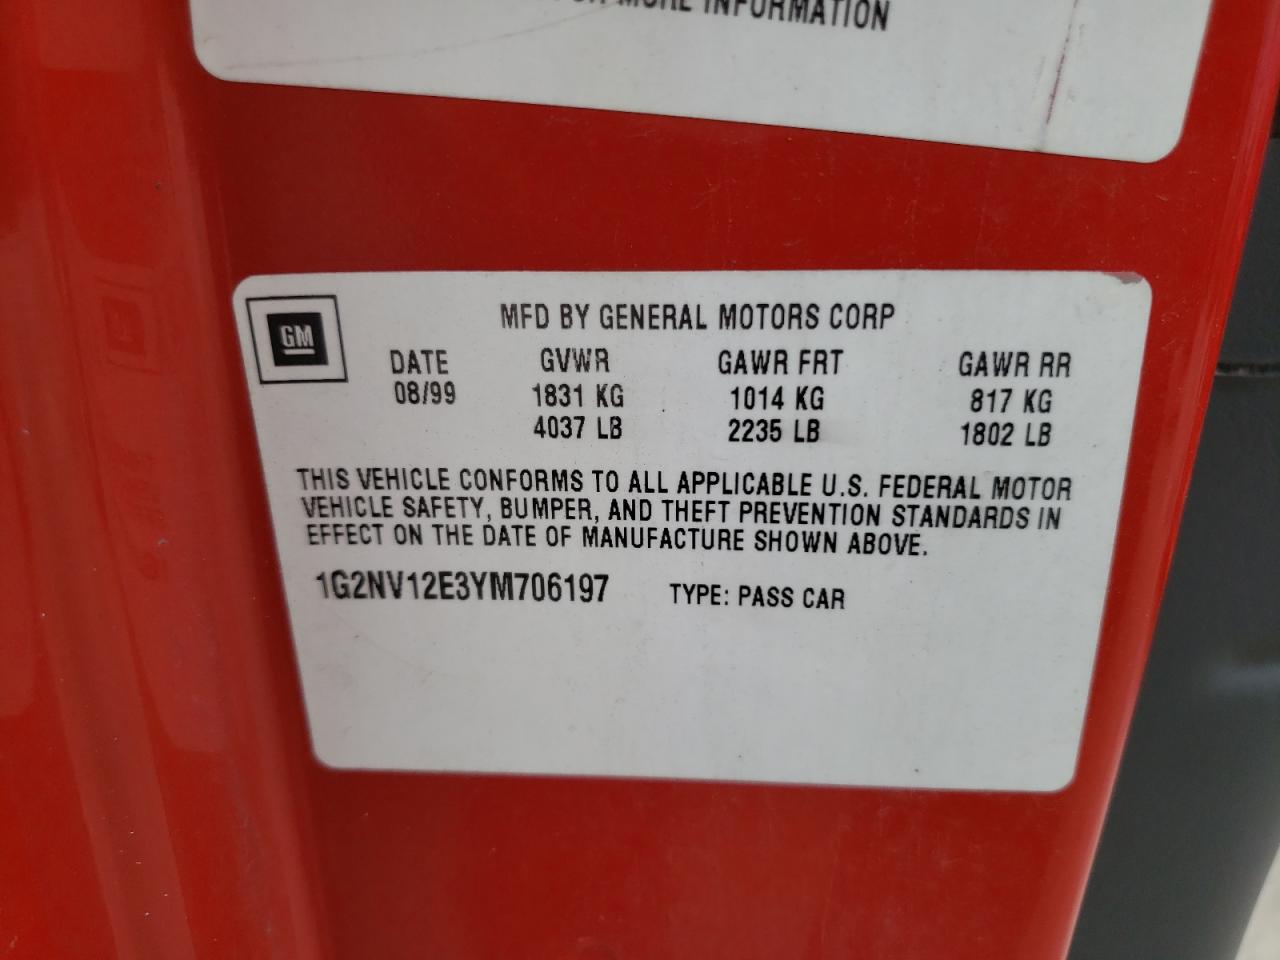 MORE INFORMATION
GM
MFD BY GENERAL MOTORS CORP
DATE GVWR GAWR FRT GAWR RR
08/99 1831 KG 1014 KG 817 KG
4037 LB 2235 LB 1802 LB
THIS VEHICLE CONFORMS TO ALL APPLICABLE U.S. FEDERAL MOTOR
VEHICLE SAFETY, BUMPER, AND THEFT PREVENTION STANDARDS IN
EFFECT ON THE DATE OF MANUFACTURE SHOWN ABOVE.
1G2NV12E3YM706197 TYPE: PASS CAR